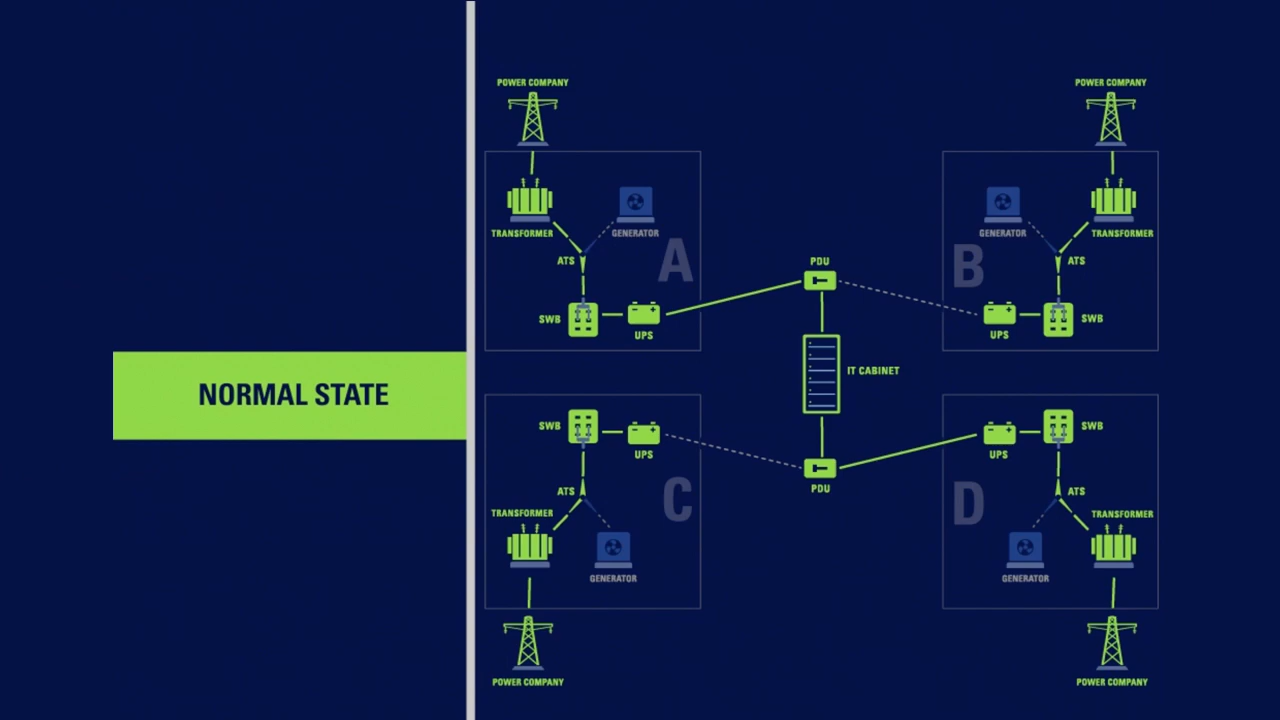 NORMAL STATE
POWER COMPANY
TRANSFORMER
GENERATOR
ATS
A
SWB
UPS
POWER COMPANY
GENERATOR
TRANSFORMER
B
ATS
UPS
SWB
PDU
IT CABINET
PDU
SWB
UPS
C
ATS
TRANSFORMER
GENERATOR
POWER COMPANY
UPS
SWB
D
ATS
TRANSFORMER
GENERATOR
POWER COMPANY